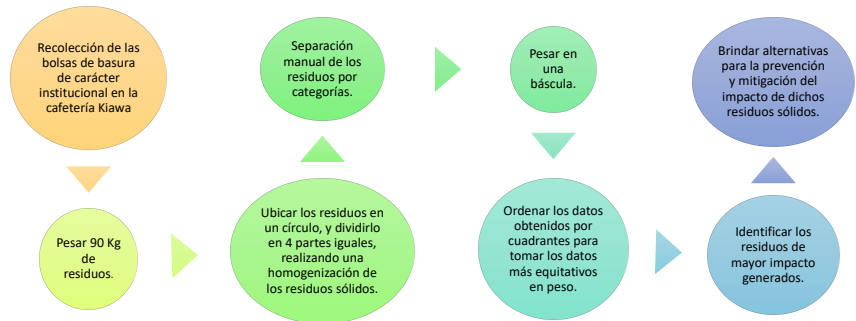 Recolección de las
bolsas de basura
de carácter
institucional en la
cafetería Kiawa
Pesar 90 Kg
de
residuos.
Ubicar los residuos en
un círculo, y dividirlo
en 4 partes iguales,
realizando una
homogenización de
los residuos sólidos.
Separación
manual de los
residuos por
categorías.
Pesar en
una
báscula.
Ordenar los datos
obtenidos por
cuadrantes para
tomar los datos
más equitativos
en peso.
Identificar los
residuos de
mayor impacto
generados.
Brindar alternativas
para la prevención
y mitigación del
impacto de dichos
residuos sólidos.